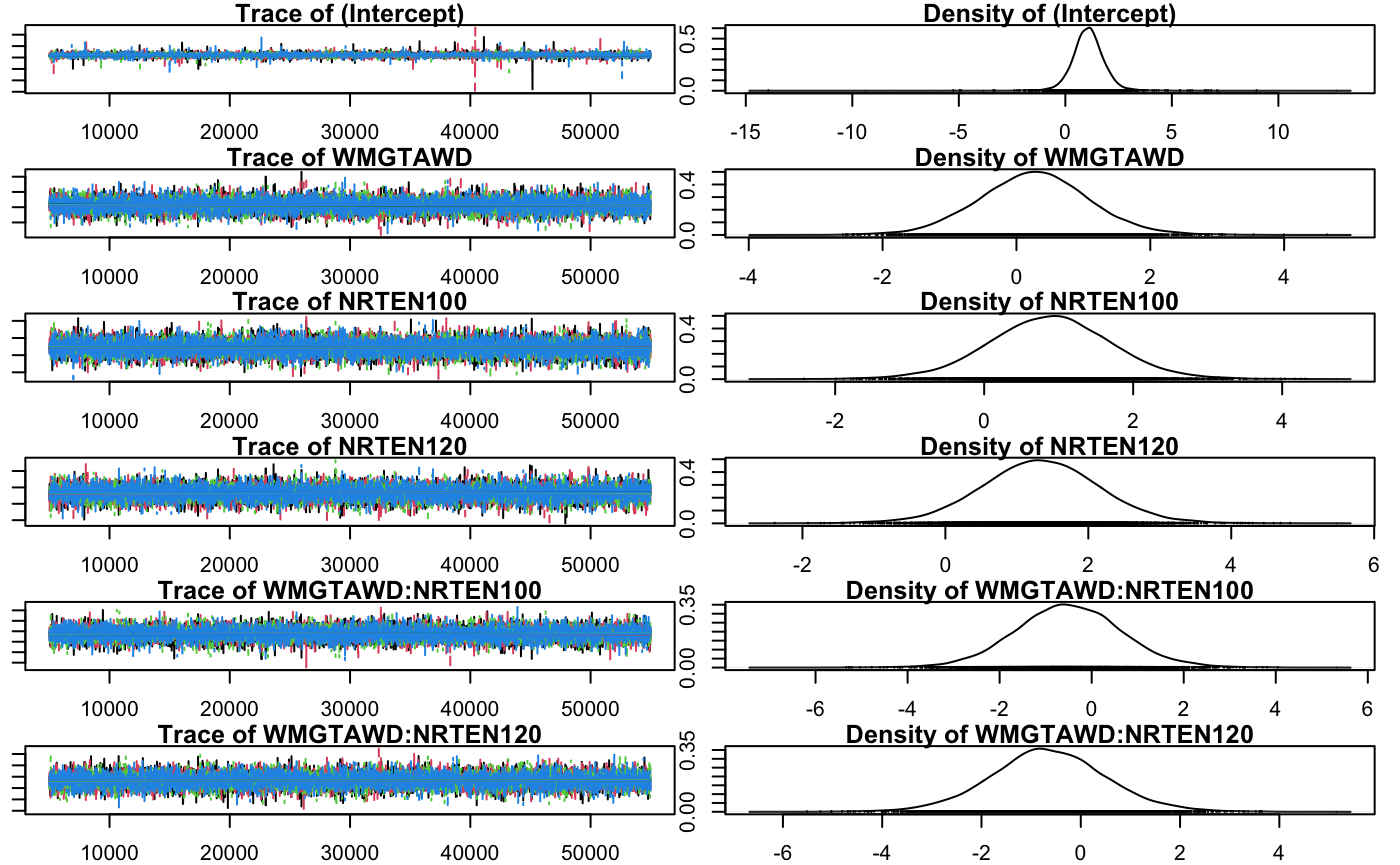 Trace of (Intercept) Density of (Intercept)
0.0 0.5
10000 20000 30000 40000 50000 -15 -10 -5 0 5 10
Trace of WMGTAWD Density of WMGTAWD
0.0 0.4
10000 20000 30000 40000 50000 -4 -2 0 2 4
Trace of NRTEN100 Density of NRTEN100
0.0 0.4
10000 20000 30000 40000 50000 -2 0 2 4
Trace of NRTEN120 Density of NRTEN120
0.0 0.4
10000 20000 30000 40000 50000 -2 0 2 4 6
Trace of WMGTAWD:NRTEN100 Density of WMGTAWD:NRTEN100
0.00 0.35
10000 20000 30000 40000 50000 -6 -4 -2 0 2 4 6
Trace of WMGTAWD:NRTEN120 Density of WMGTAWD:NRTEN120
0.00 0.35
10000 20000 30000 40000 50000 -6 -4 -2 0 2 4